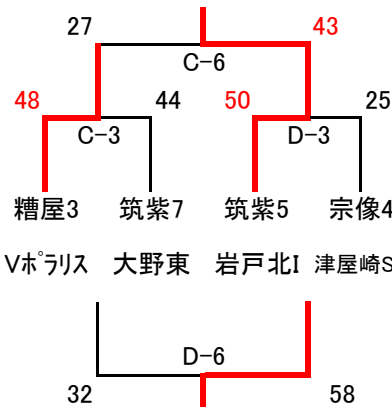 27 43
C-6
48 44 50 25
C-3 D-3
糟屋3 筑紫7 筑紫5 宗像4
Vポラリス 大野東 岩戸北I 津屋崎S
D-6
32 58